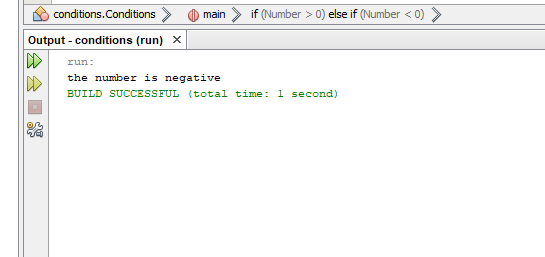 conditions.Conditions main if (Number > 0) else if (Number < 0)
Output - conditions (run) ×
run:
the number is negative
BUILD SUCCESSFUL (total time: 1 second)